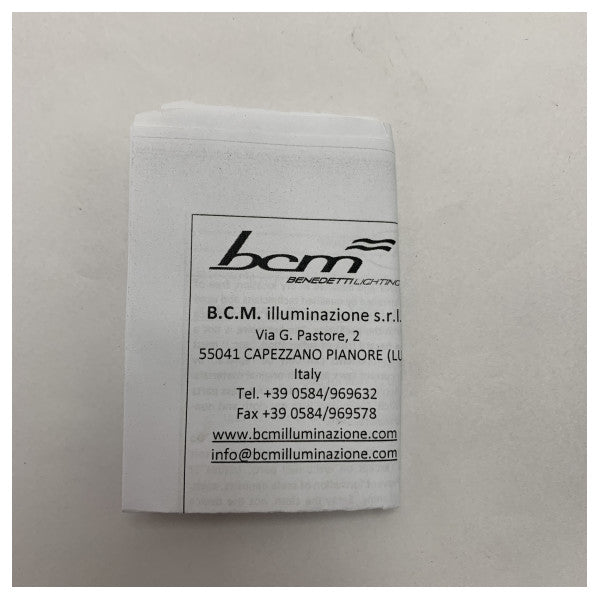 bcm
BENEDETTI LIGHTING
B.C.M. illuminazione s.r.l.
Via G. Pastore, 2
55041 CAPEZZANO PIANORE (LU
Italy
Tel. +39 0584/969632
Fax +39 0584/969578
www.bcmilluminazione.com
info@bcmilluminazione.com